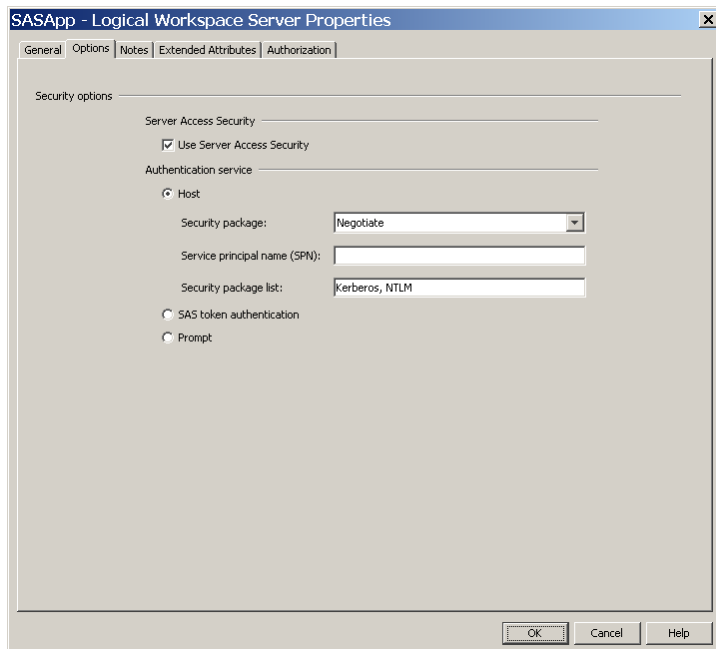 SASApp - Logical Workspace Server Properties
General Options Notes Extended Attributes Authorization
Security options
Server Access Security
Use Server Access Security
Authentication service
Host
Security package: Negotiate
Service principal name (SPN):
Security package list: Kerberos, NTLM
SAS token authentication
Prompt
OK Cancel Help